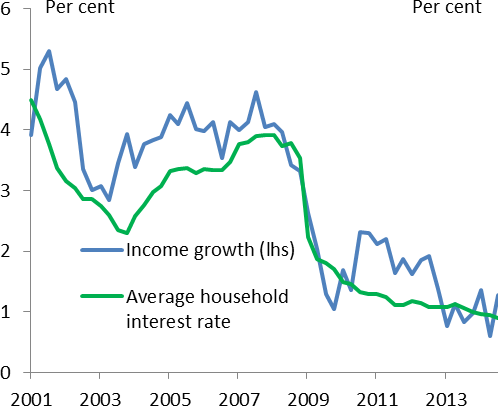 Per cent Per cent
6
5
4
3
2
1
0
Income growth (lhs)
Average household
interest rate
2001 2003 2005 2007 2009 2011 2013